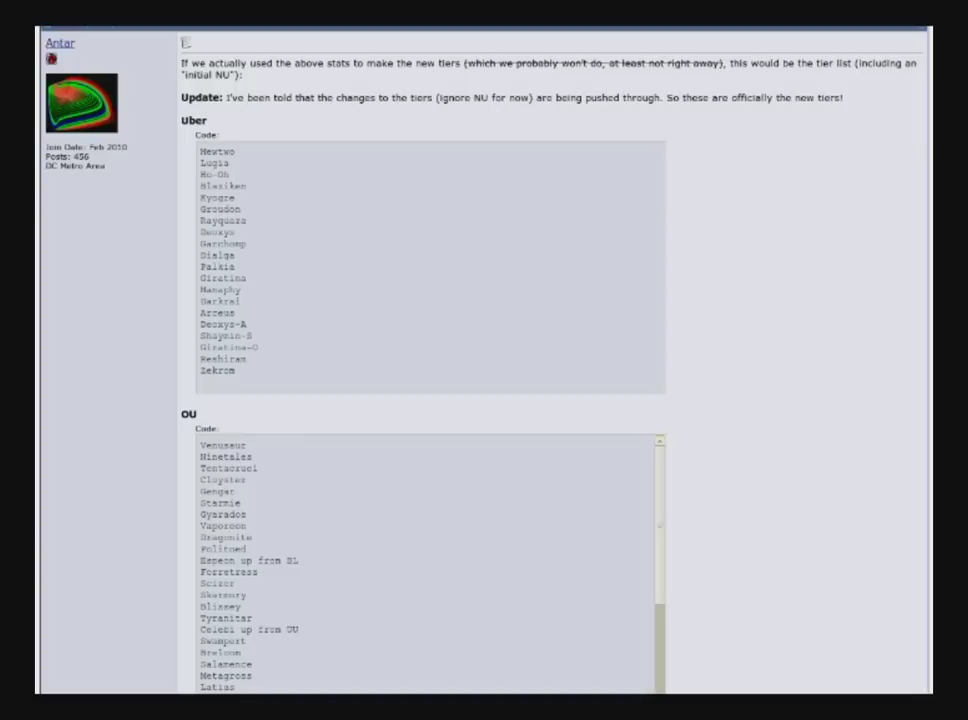 Antar
Join Date: Feb 2010
Posts: 456
DC Metro Area
If we actually used the above stats to make the new tiers (which we probably won't do, at least not right away), this would be the tier list (including an
"initial NU"):
Update: I've been told that the changes to the tiers (ignore NU for now) are being pushed through. So these are officially the new tiers!
Uber
Code:
Mewtwo
Lugia
Ho-Oh
Blaziken
Kyogre
Groudon
Rayquaza
Deoxys
Garchomp
Dialga
Palkia
Giratina
Manaphy
Darkrai
Arceus
Deoxys-A
Shaymin-S
Giratina-O
Reshiram
Zekrom
OU
Code:
Venusaur
Ninetales
Tentacruel
Cloyster
Gengar
Starmie
Gyarados
Vaporeon
Dragonite
Politoed
Espeon up from BL
Forretress
Scizor
Skarmory
Blissey
Tyranitar
Celebi up from UU
Swampert
Breloom
Salamence
Metagross
Latias